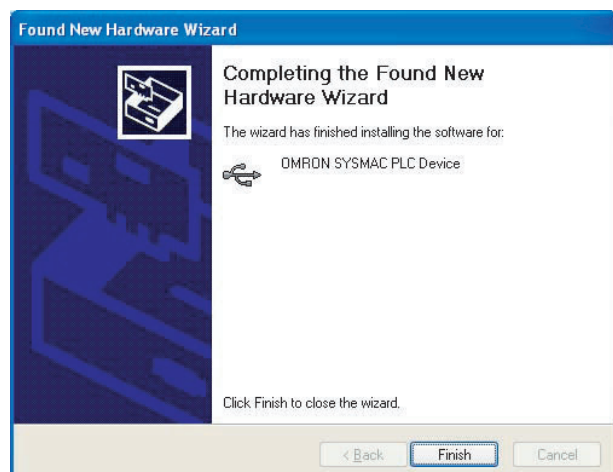 Found New Hardware Wizard
Completing the Found New
Hardware Wizard
The wizard has finished installing the software for:
OMRON SYSMAC PLC Device
Click Finish to close the wizard.
< Back
Finish
Cancel